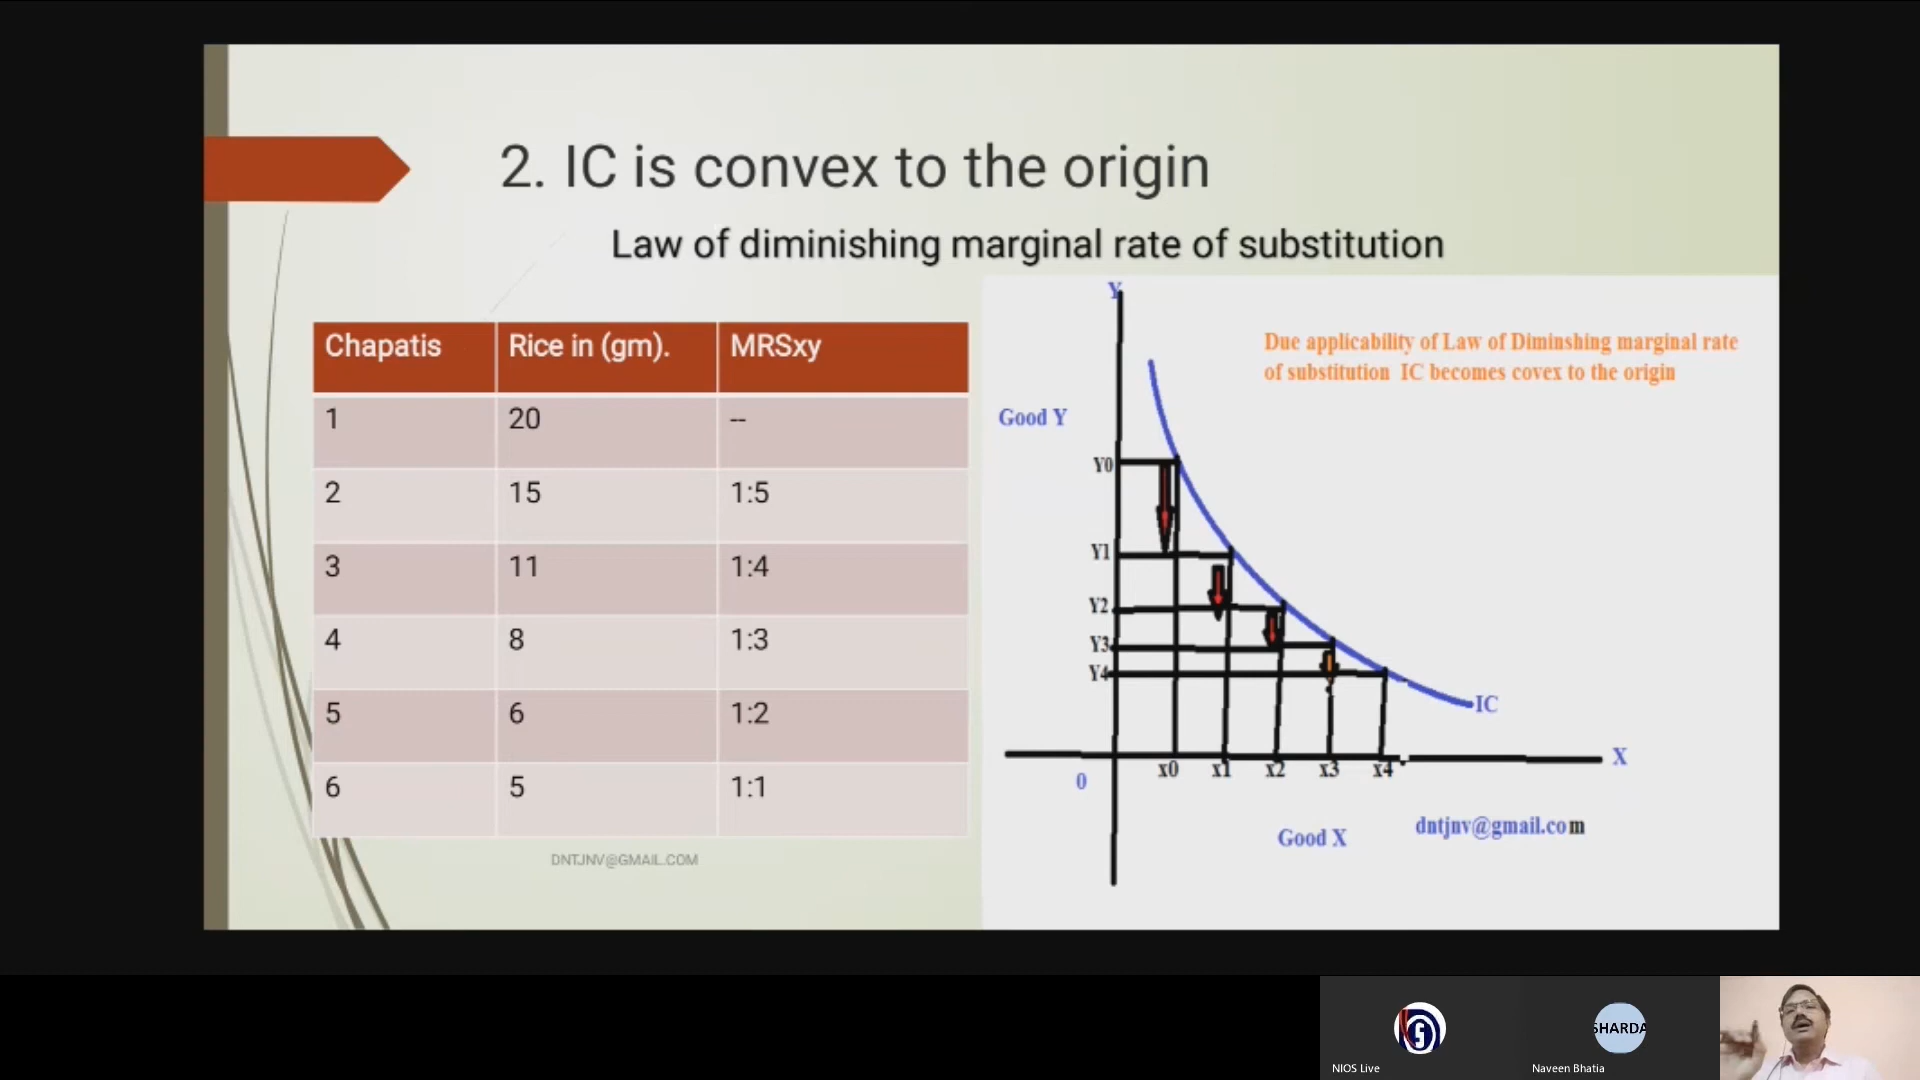 2. IC is convex to the origin
Law of diminishing marginal rate of substitution
Chapatis Rice in (gm). MRSxy
1 20 --
2 15 1:5
3 11 1:4
4 8 1:3
5 6 1:2
6 5 1:1
DNTJNV@GMAIL.COM
Y
Due applicability of Law of Diminshing marginal rate
of substitution IC becomes covex to the origin
Good Y
Y0
Y1
Y2
Y3
Y4
IC
X
x0 x1 x2 x3 x4
0
Good X
dntjnv@gmail.com
SHARDA
NIOS Live
Naveen Bhatia